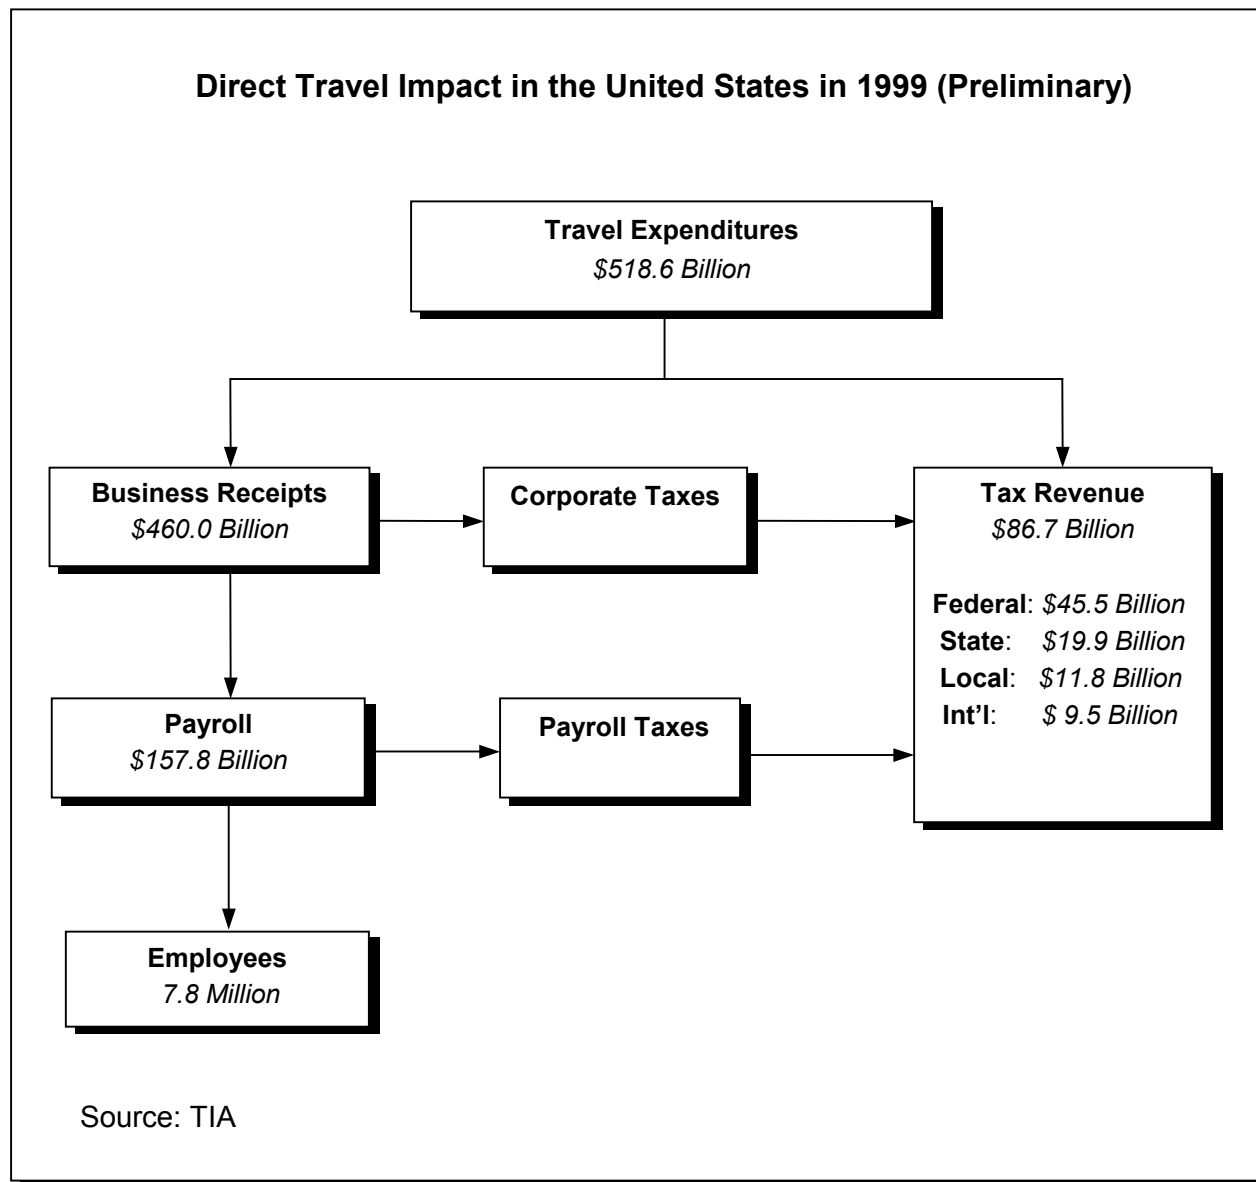 Direct Travel Impact in the United States in 1999 (Preliminary)
Travel Expenditures
$518.6 Billion
Business Receipts
$460.0 Billion
Corporate Taxes
Tax Revenue
$86.7 Billion
Federal: $45.5 Billion
State: $19.9 Billion
Local: $11.8 Billion
Int’l: $ 9.5 Billion
Payroll
$157.8 Billion
Payroll Taxes
Employees
7.8 Million
Source: TIA